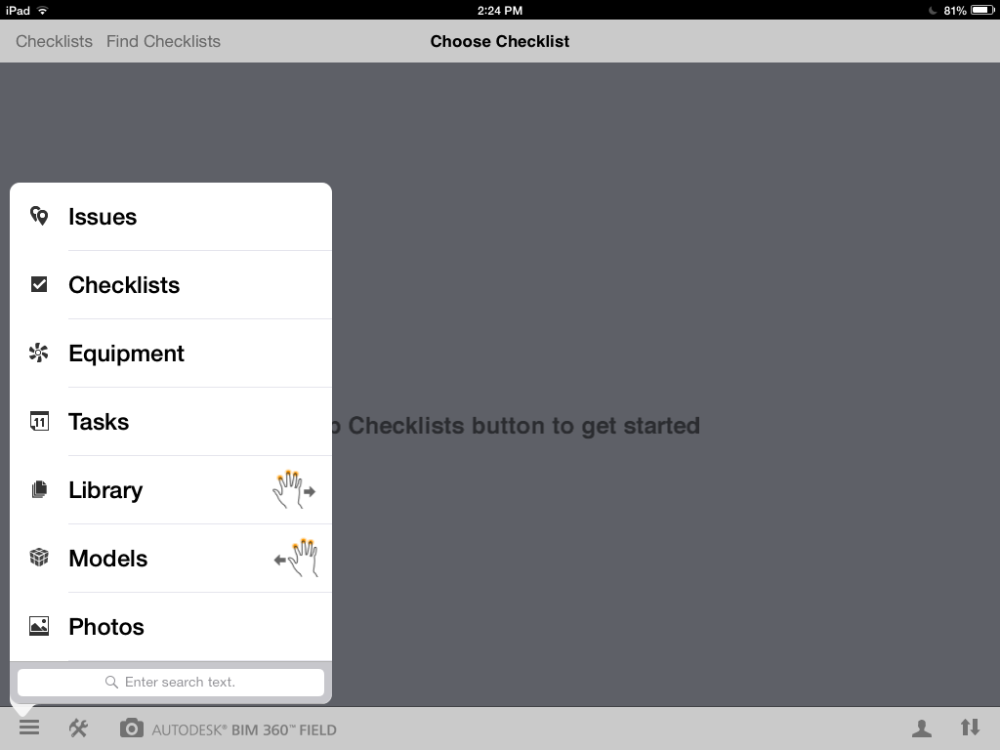 iPad 2:24 PM 81%
Checklists Find Checklists Choose Checklist
Issues
Checklists
Equipment
11 Tasks
Checklists button to get started
Library
Models
Photos
Enter search text.
AUTODESK® BIM 360™ FIELD